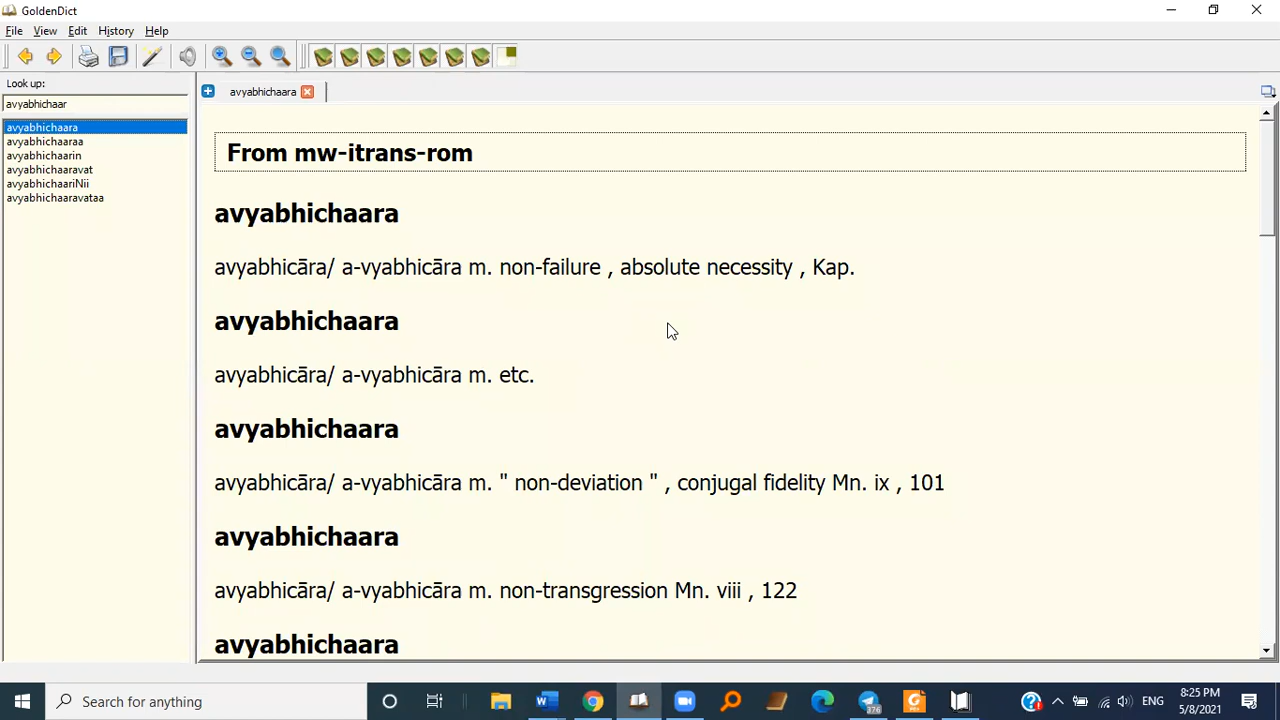 GoldenDict
File View Edit History Help
Look up:
avyabhichaar
avyabhichaara
avyabhichaaraa
avyabhichaarin
avyabhichaaravat
avyabhichaariNii
avyabhichaaravataa
avyabhichaara
From mw-itrans-rom
avyabhichaara
avyabhicāra/ a-vyabhicāra m. non-failure , absolute necessity , Kap.
avyabhichaara
avyabhicāra/ a-vyabhicāra m. etc.
avyabhichaara
avyabhicāra/ a-vyabhicāra m. " non-deviation " , conjugal fidelity Mn. ix , 101
avyabhichaara
avyabhicāra/ a-vyabhicāra m. non-transgression Mn. viii , 122
avyabhichaara
Search for anything
376
ENG
8:25 PM
5/8/2021